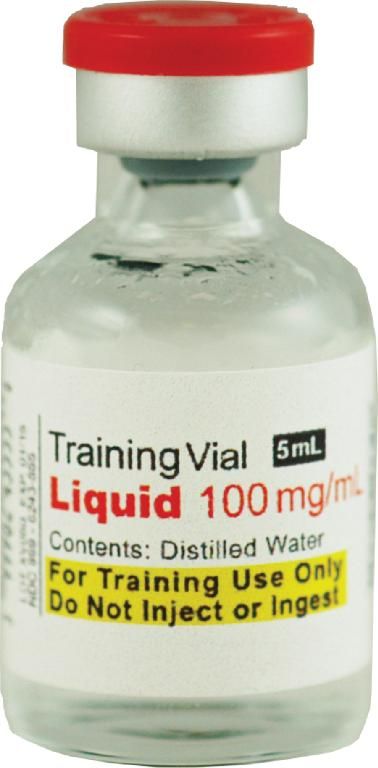 Training Vial 5mL
Liquid 100 mg/mL
Contents: Distilled Water
For Training Use Only
Do Not Inject or Ingest